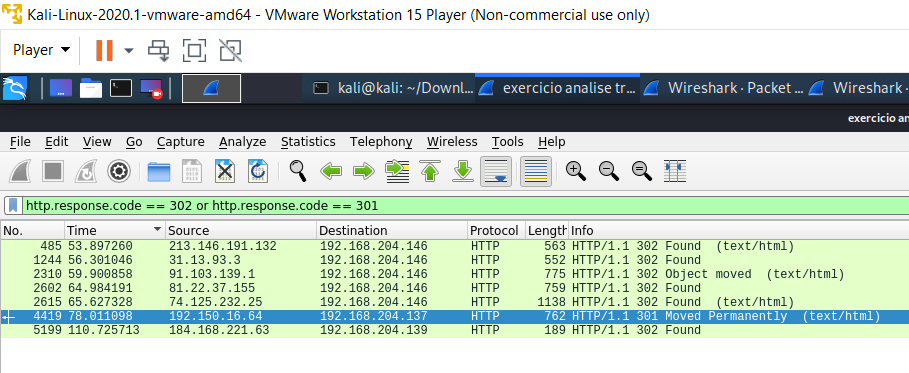 Kali-Linux-2020.1-vmware-amd64 - VMware Workstation 15 Player (Non-commercial use only)
Player
kali@kali: ~/Downl... exercicio analise tr... Wireshark · Packet ... Wireshark ·
exercicio an
File Edit View Go Capture Analyze Statistics Telephony Wireless Tools Help
http.response.code == 302 or http.response.code == 301
No. Time Source Destination Protocol Length Info
485 53.897260 213.146.191.132 192.168.204.146 HTTP 563 HTTP/1.1 302 Found (text/html)
1244 56.301046 31.13.93.3 192.168.204.146 HTTP 552 HTTP/1.1 302 Found
2310 59.900858 91.103.139.1 192.168.204.146 HTTP 775 HTTP/1.1 302 Object moved (text/html)
2602 64.984191 81.22.37.155 192.168.204.146 HTTP 759 HTTP/1.1 302 Found
2615 65.627328 74.125.232.25 192.168.204.146 HTTP 1138 HTTP/1.1 302 Found (text/html)
4419 78.011098 192.150.16.64 192.168.204.137 HTTP 762 HTTP/1.1 301 Moved Permanently (text/html)
5199 110.725713 184.168.221.63 192.168.204.139 HTTP 189 HTTP/1.1 302 Found